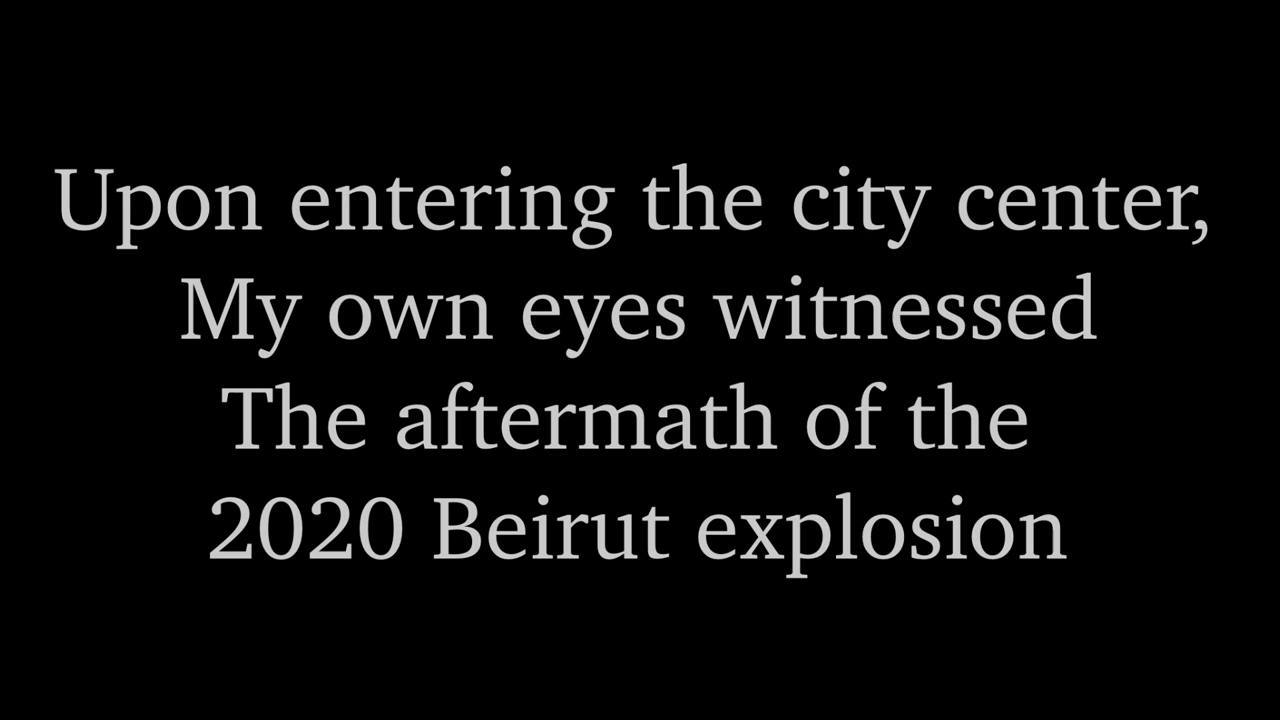 Upon entering the city center,
My own eyes witnessed
The aftermath of the
2020 Beirut explosion